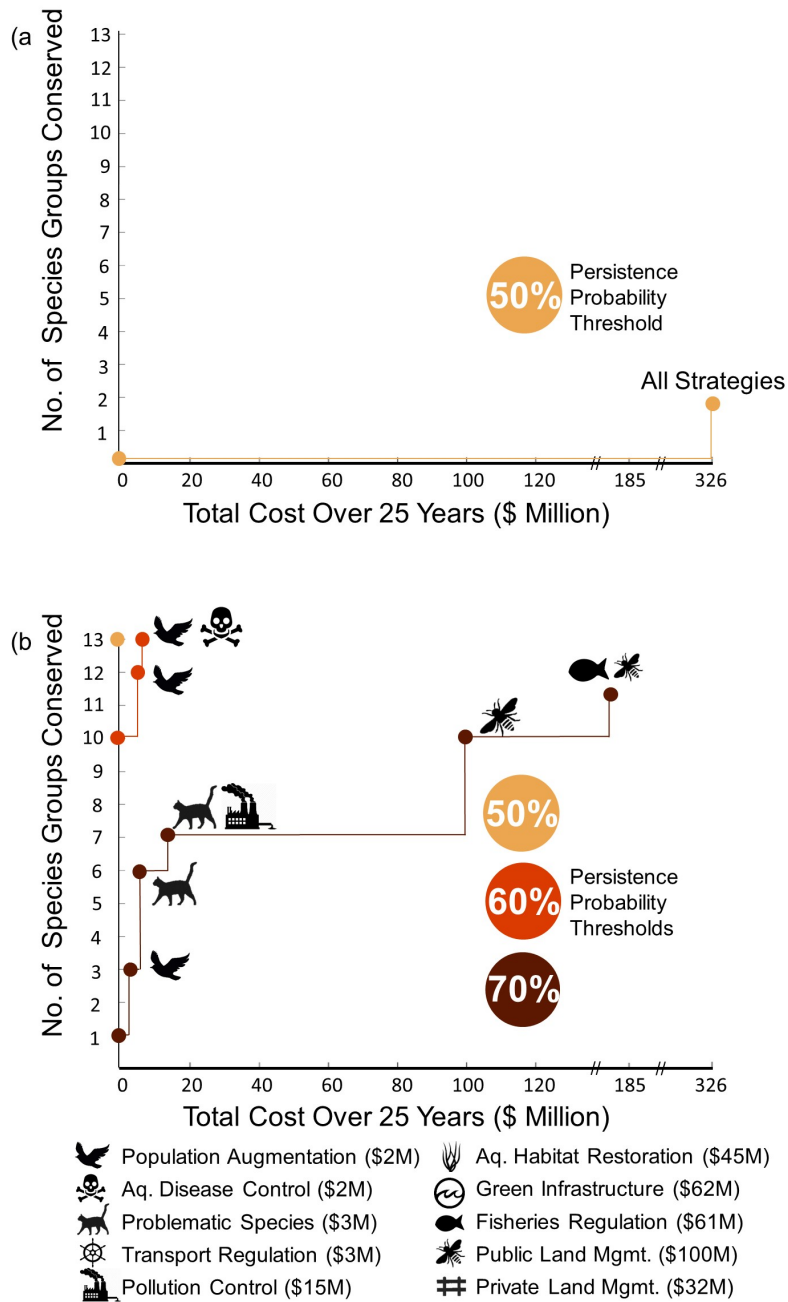 (a
No. of Species Groups Conserved
13
12
11
10
9
8
7
6
5
4
3
2
1
50%
Persistence
Probability
Threshold
All Strategies
0 20 40 60 80 100 120 185 326
Total Cost Over 25 Years ($ Million)
(b
No. of Species Groups Conserved
13
12
11
10
9
8
7
6
5
4
3
2
1
50%
60%
Persistence
Probability
Thresholds
70%
0 20 40 60 80 100 120 185 326
Total Cost Over 25 Years ($ Million)
Population Augmentation ($2M)
Aq. Disease Control ($2M)
Problematic Species ($3M)
Transport Regulation ($3M)
Pollution Control ($15M)
Aq. Habitat Restoration ($45M)
Green Infrastructure ($62M)
Fisheries Regulation ($61M)
Public Land Mgmt. ($100M)
Private Land Mgmt. ($32M)